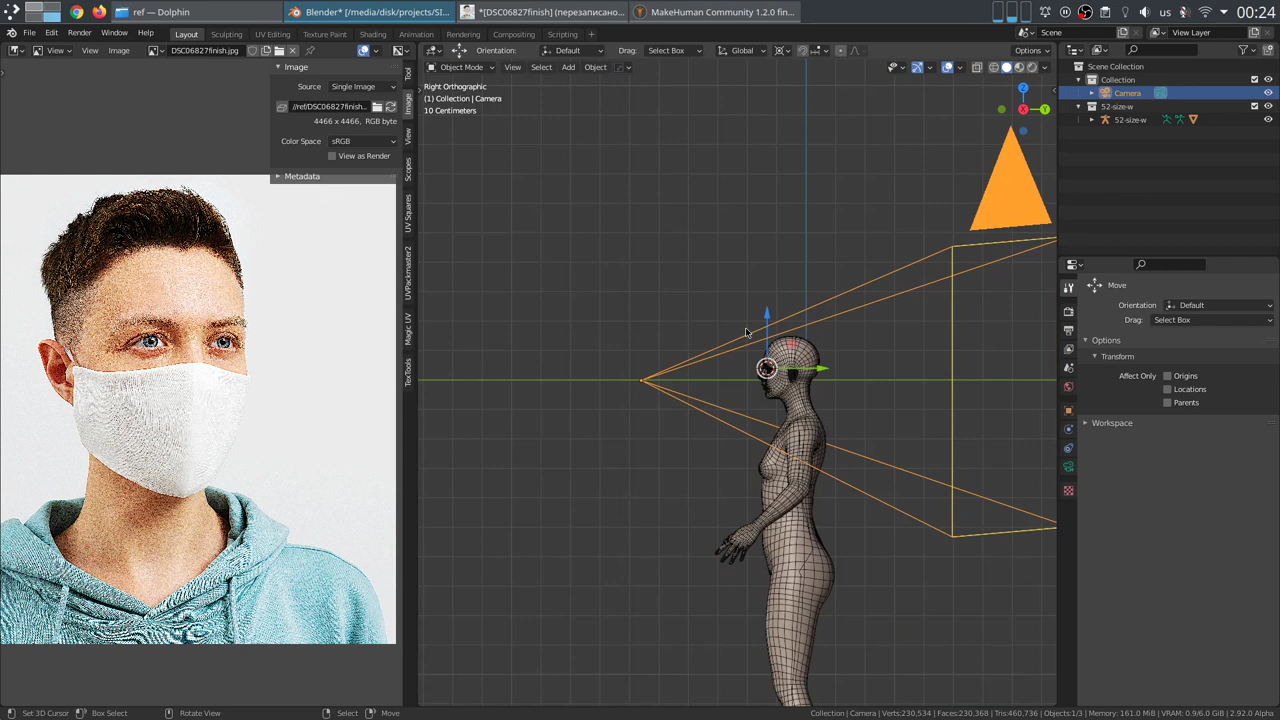 ref — Dolphin
Blender* [/media/disk/projects/SI...
*[DSC06827finish] (перезаписано...
MakeHuman Community 1.2.0 fin...
us
00:24
File
Edit
Render
Window
Help
Layout
Sculpting
UV Editing
Texture Paint
Shading
Animation
Rendering
Compositing
Scripting
+
Scene
View Layer
View
View
Image
DSC06827finish.jpg
Orientation:
Default
Drag:
Select Box
Global
Options
Object Mode
View
Select
Add
Object
Image
Source
Single Image
//ref/DSC06827finish...
4466 x 4466, RGB byte
Color Space
sRGB
View as Render
Metadata
Tool
Image
View
Scopes
UV Squares
UVPackmaster2
Magic UV
TexTools
Right Orthographic
(1) Collection | Camera
10 Centimeters
Z
X
Y
Scene Collection
Collection
Camera
52-size-w
52-size-w
Move
Orientation
Default
Drag:
Select Box
Options
Transform
Affect Only
Origins
Locations
Parents
Workspace
Set 3D Cursor
Box Select
Rotate View
Select
Move
Collection | Camera | Verts:230,534 | Faces:230,368 | Tris:460,736 | Objects:1/3 | Memory: 161.0 MiB | VRAM: 0.9/6.0 GiB | 2.92.0 Alpha